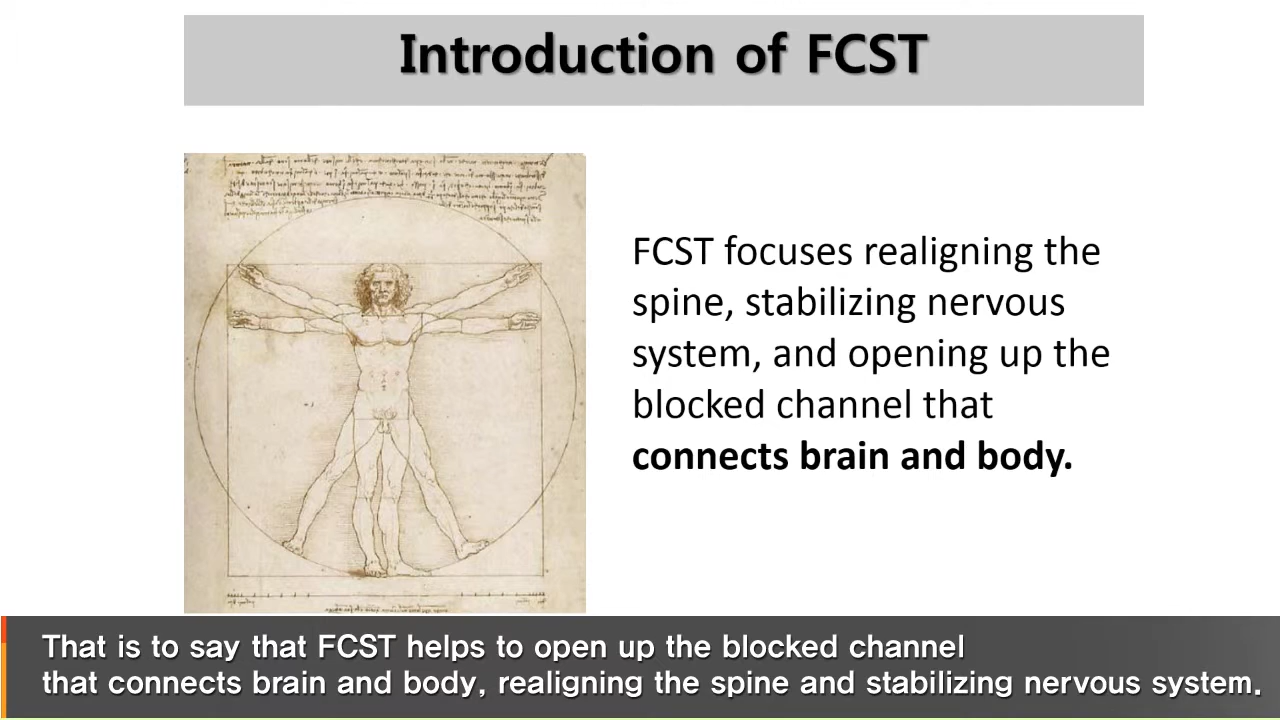 Introduction of FCST
FCST focuses realigning the
spine, stabilizing nervous
system, and opening up the
blocked channel that
connects brain and body.
That is to say that FCST helps to open up the blocked channel
that connects brain and body, realigning the spine and stabilizing nervous system.